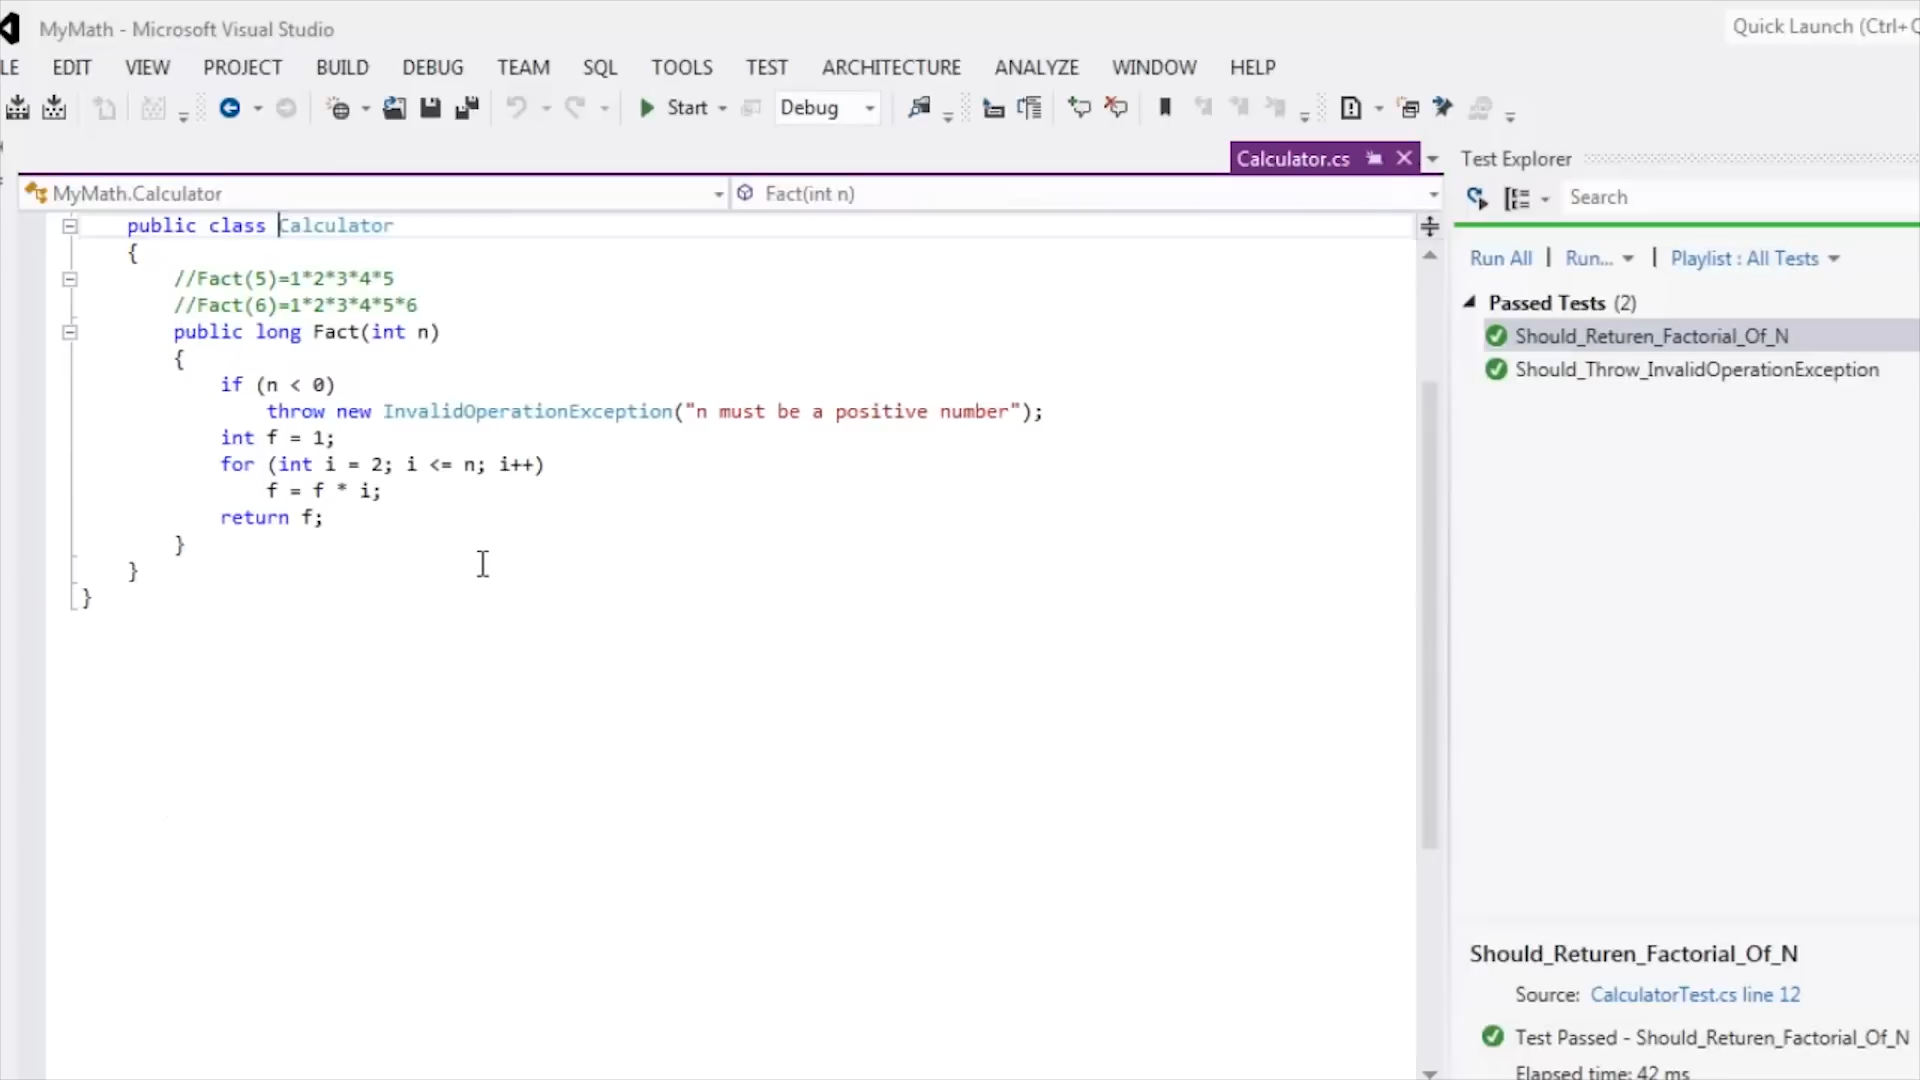 MyMath - Microsoft Visual Studio
Quick Launch (Ctrl+Q
LE EDIT VIEW PROJECT BUILD DEBUG TEAM SQL TOOLS TEST ARCHITECTURE ANALYZE WINDOW HELP
Start Debug
Calculator.cs
Test Explorer
MyMath.Calculator
Fact(int n)
Search
public class Calculator
{
//Fact(5)=1*2*3*4*5
//Fact(6)=1*2*3*4*5*6
public long Fact(int n)
{
if (n < 0)
throw new InvalidOperationException("n must be a positive number");
int f = 1;
for (int i = 2; i <= n; i++)
f = f * i;
return f;
}
}
}
Run All | Run... | Playlist : All Tests
Passed Tests (2)
Should_Returen_Factorial_Of_N
Should_Throw_InvalidOperationException
Should_Returen_Factorial_Of_N
Source: CalculatorTest.cs line 12
Test Passed - Should_Returen_Factorial_Of_N
Elapsed time: 42 ms